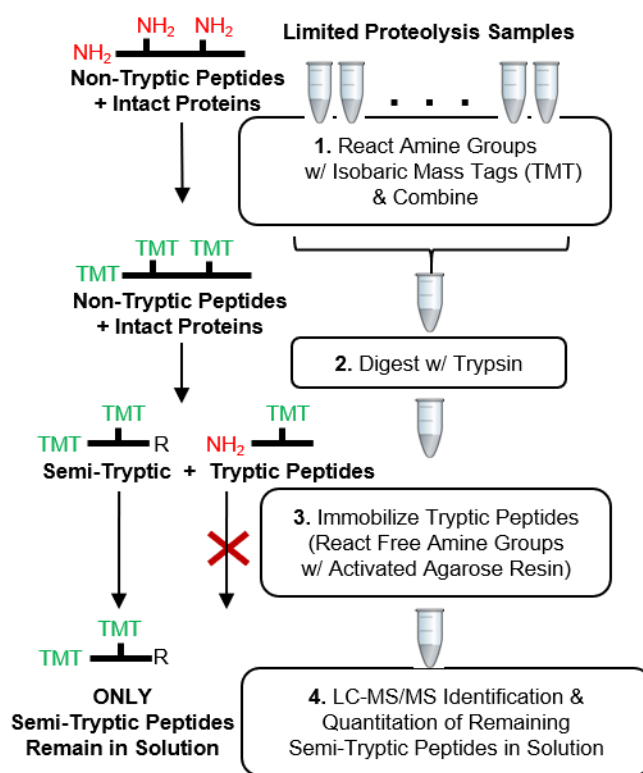 NH2 NH2
NH2
Non-Tryptic Peptides
+ Intact Proteins
Limited Proteolysis Samples
. . .
1. React Amine Groups
w/ Isobaric Mass Tags (TMT)
& Combine
TMT TMT
TMT
Non-Tryptic Peptides
+ Intact Proteins
2. Digest w/ Trypsin
TMT TMT
TMT R NH2
Semi-Tryptic + Tryptic Peptides
3. Immobilize Tryptic Peptides
(React Free Amine Groups
w/ Activated Agarose Resin)
TMT
TMT R
ONLY
Semi-Tryptic Peptides
Remain in Solution
4. LC-MS/MS Identification &
Quantitation of Remaining
Semi-Tryptic Peptides in Solution